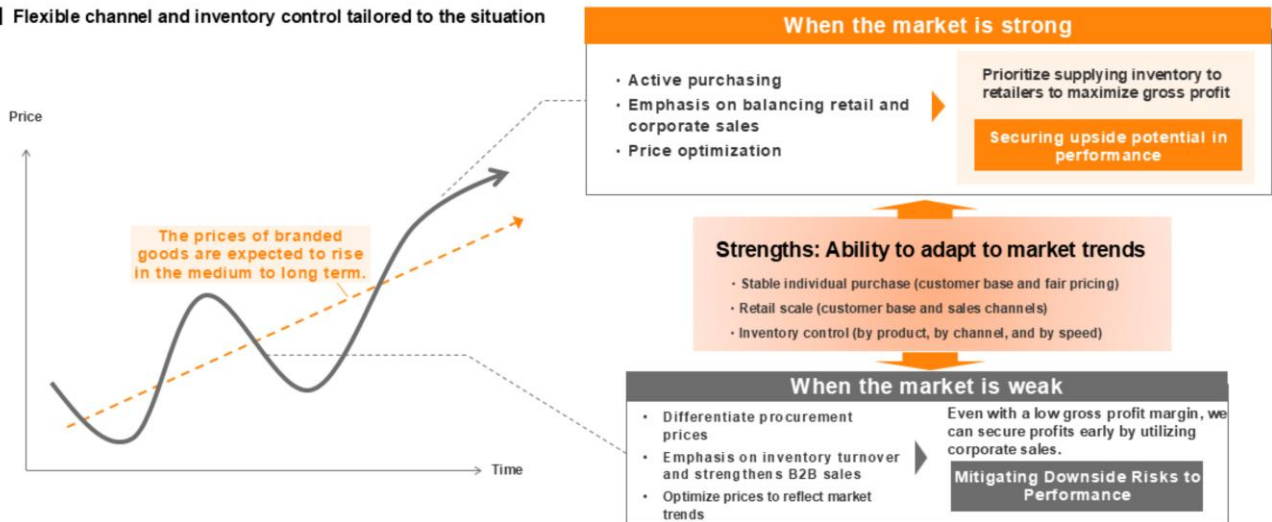 Flexible channel and inventory control tailored to the situation
Price
The prices of branded
goods are expected to rise
in the medium to long term.
Time
When the market is strong
・Active purchasing
・Emphasis on balancing retail and
corporate sales
・Price optimization
Prioritize supplying inventory to
retailers to maximize gross profit
Securing upside potential in
performance
Strengths: Ability to adapt to market trends
・Stable individual purchase (customer base and fair pricing)
・Retail scale (customer base and sales channels)
・Inventory control (by product, by channel, and by speed)
When the market is weak
• Differentiate procurement
prices
• Emphasis on inventory turnover
and strengthens B2B sales
• Optimize prices to reflect market
trends
Even with a low gross profit margin, we
can secure profits early by utilizing
corporate sales.
Mitigating Downside Risks to
Performance